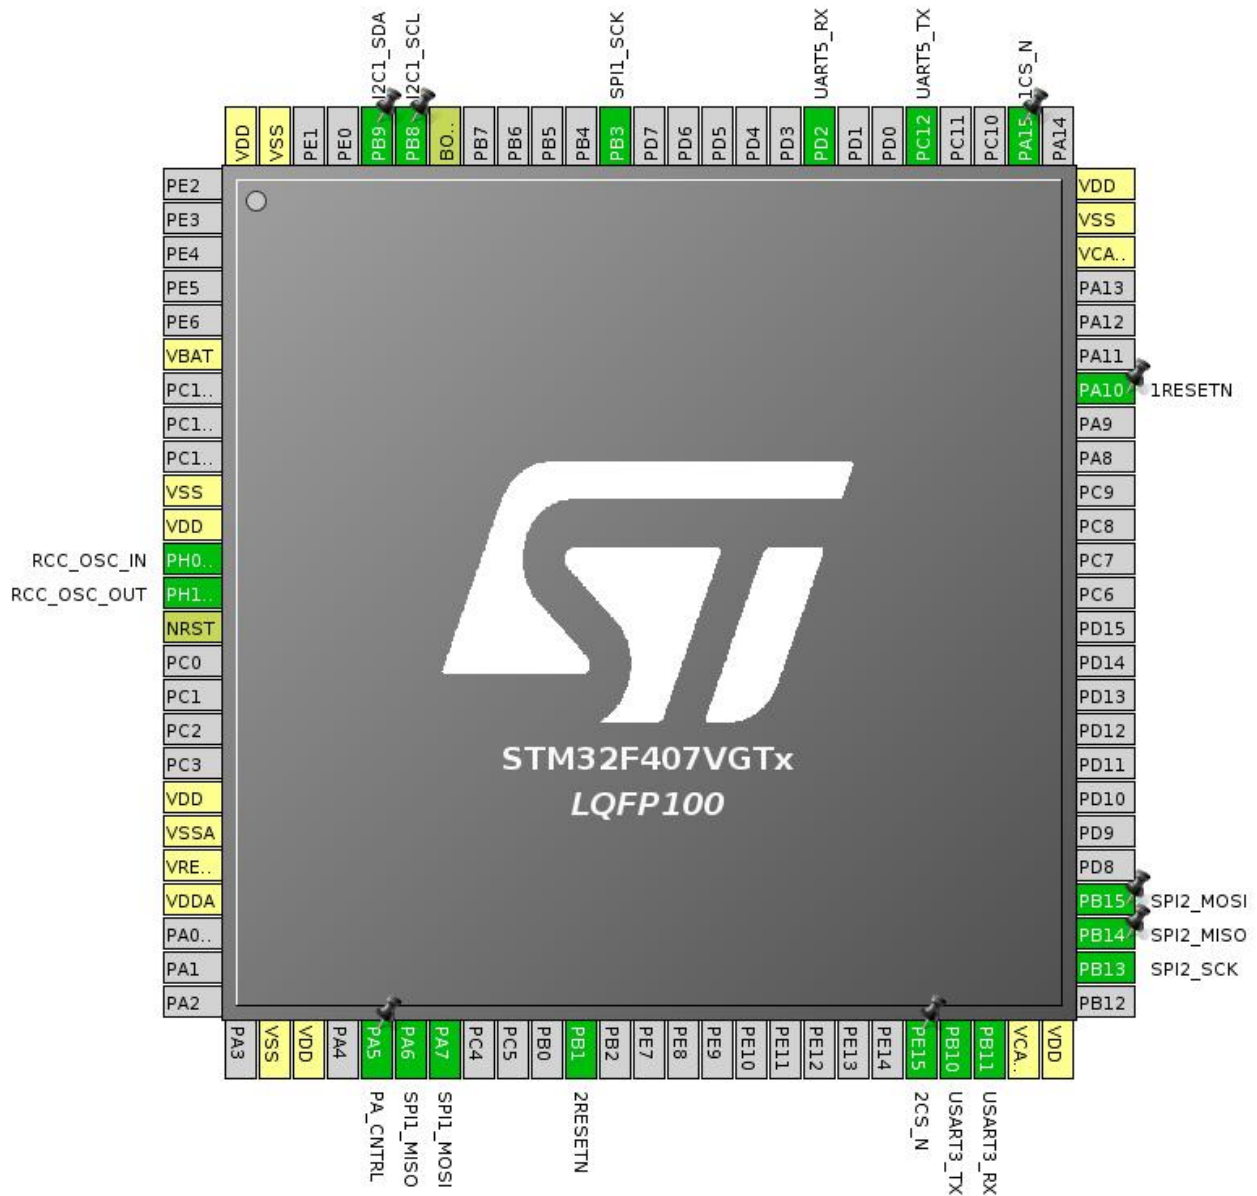 I2C1_SDA
I2C1_SCL
SPI1_SCK
UART5_RX
UART5_TX
1CS_N
VDD
VSS
PE1
PE0
PB9
PB8
BO..
PB7
PB6
PB5
PB4
PB3
PD7
PD6
PD5
PD4
PD3
PD2
PD1
PD0
PC12
PC11
PC10
PA15
PA14
PE2
PE3
PE4
PE5
PE6
VBAT
PC1..
PC1..
PC1..
VSS
VDD
RCC_OSC_IN PH0..
RCC_OSC_OUT PH1..
NRST
PC0
PC1
PC2
PC3
VDD
VSSA
VRE..
VDDA
PA0..
PA1
PA2
STM32F407VGTx
LQFP100
VDD
VSS
VCA..
PA13
PA12
PA11
PA10 1RESETN
PA9
PA8
PC9
PC8
PC7
PC6
PD15
PD14
PD13
PD12
PD11
PD10
PD9
PD8
PB15 SPI2_MOSI
PB14 SPI2_MISO
PB13 SPI2_SCK
PB12
PA3
VSS
VDD
PA4
PA5
PA6
PA7
PC4
PC5
PB0
PB1
PB2
PE7
PE8
PE9
PE10
PE11
PE12
PE13
PE14
PE15
PB10
PB11
VCA..
VDD
PA_CNTRL
SPI1_MISO
SPI1_MOSI
2RESETN
2CS_N
USART3_TX
USART3_RX